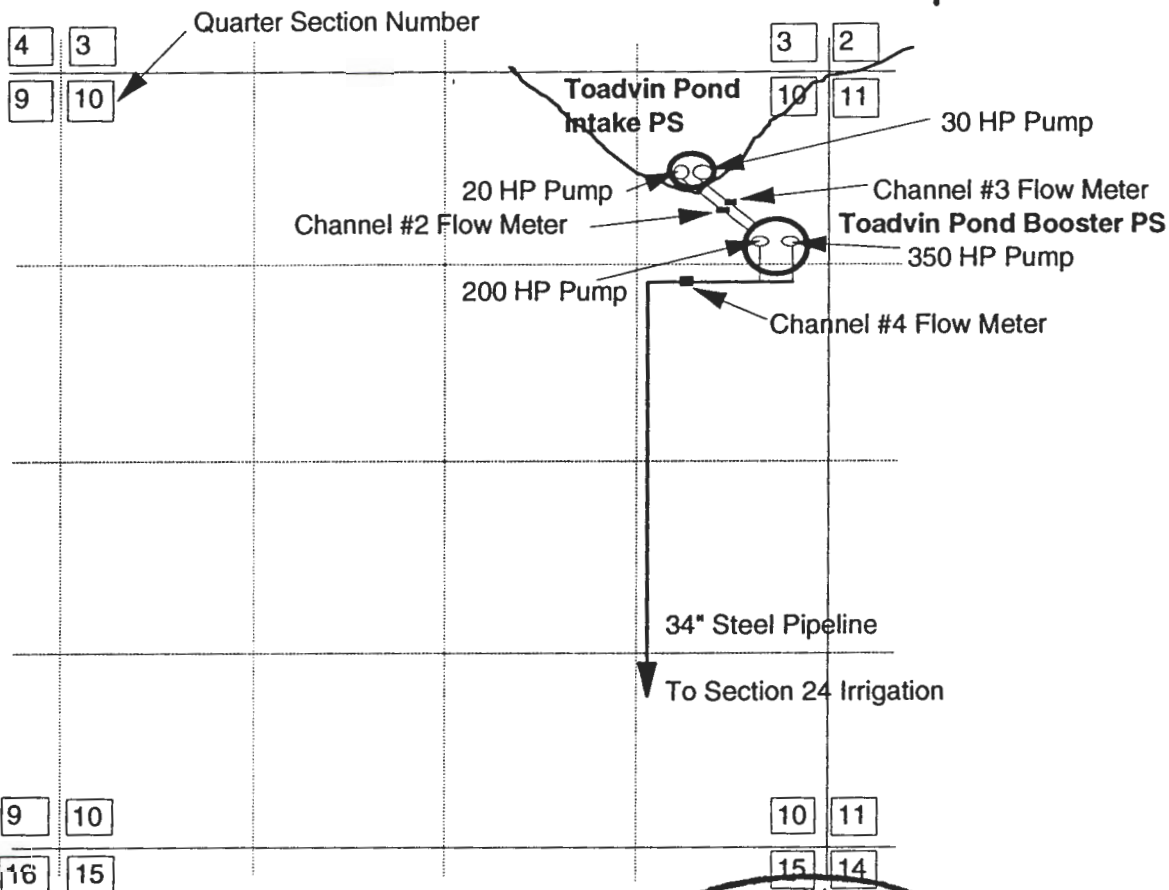 Quarter Section Number
4 3
3 2
9 10
10 11
Toadvin Pond
Intake PS
30 HP Pump
20 HP Pump
Channel #3 Flow Meter
Channel #2 Flow Meter
Toadvin Pond Booster PS
350 HP Pump
200 HP Pump
Channel #4 Flow Meter
34" Steel Pipeline
To Section 24 Irrigation
9 10
10 11
16 15
15 14